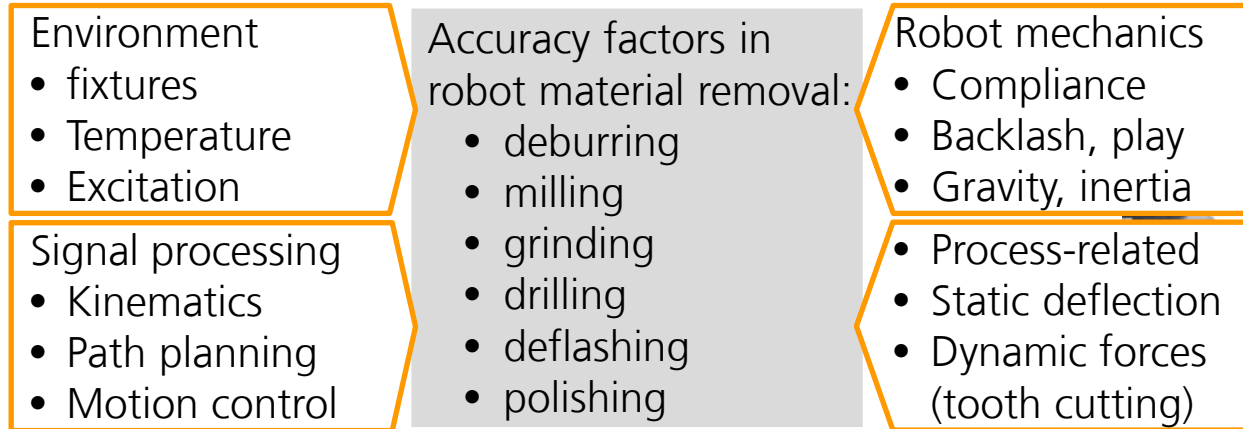 Environment
• fixtures
• Temperature
• Excitation
Signal processing
• Kinematics
• Path planning
• Motion control
Accuracy factors in
robot material removal:
• deburring
• milling
• grinding
• drilling
• deflashing
• polishing
Robot mechanics
• Compliance
• Backlash, play
• Gravity, inertia
• Process-related
• Static deflection
• Dynamic forces
(tooth cutting)